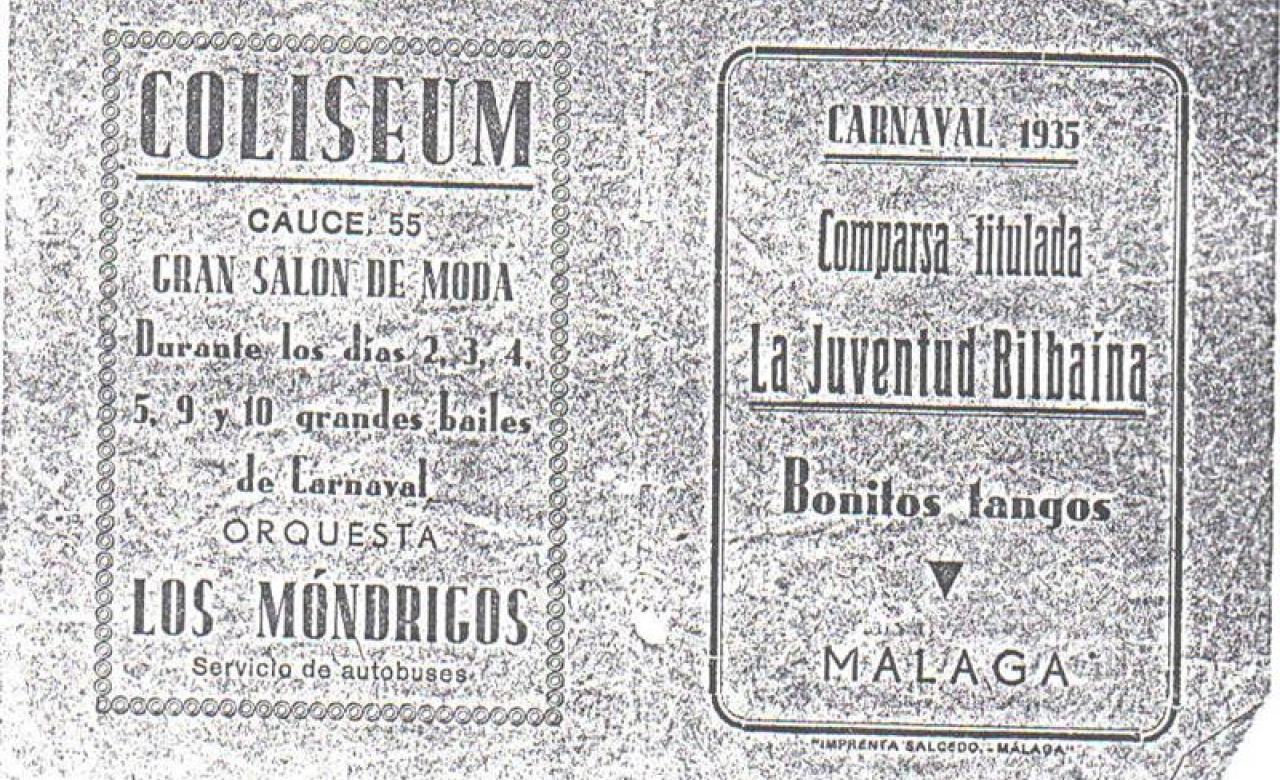 COLISEUM
CAUCE, 55
GRAN SALON DE MODA
Durante los días 2, 3, 4,
5, 9 y 10 grandes bailes
de Carnaval
ORQUESTA
LOS MÓNDRIGOS
Servicio de autobuses
CARNAVAL 1935
Comparsa titulada
La Juventud Bilbaína
Bonitos tangos
MALAGA
"IMPRENTA SALCEDO.-MÁLAGA"